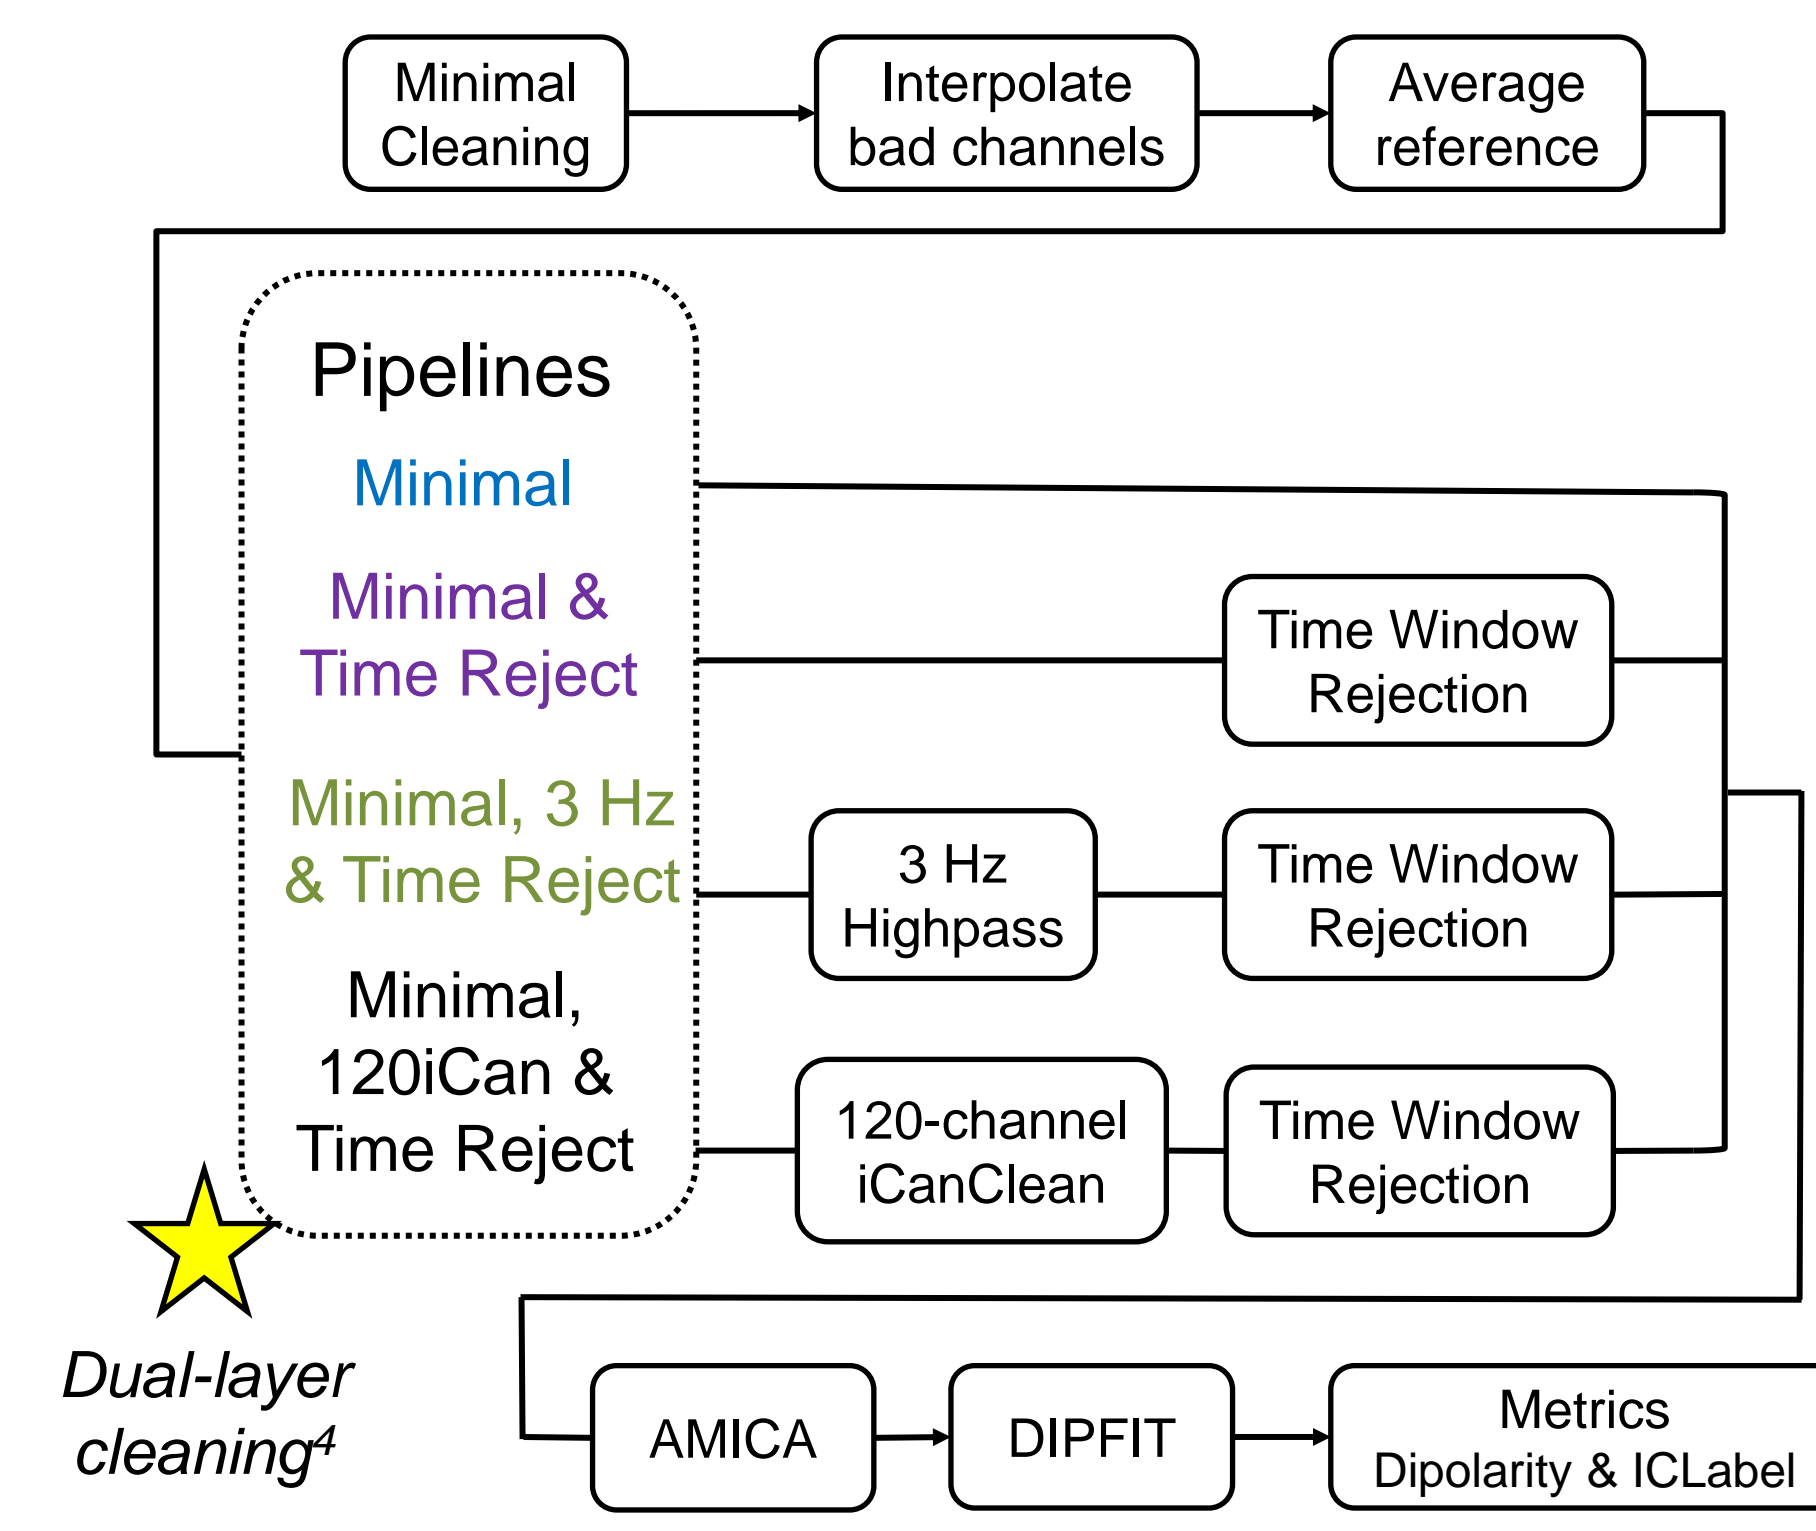 Minimal
Cleaning
Interpolate
bad channels
Average
reference
Pipelines
Minimal
Minimal &
Time Reject
Time Window
Rejection
Minimal, 3 Hz
& Time Reject
3 Hz
Highpass
Time Window
Rejection
Minimal,
120iCan &
Time Reject
120-channel
iCanClean
Time Window
Rejection
Dual-layer
cleaning⁴
AMICA
DIPFIT
Metrics
Dipolarity & ICLabel